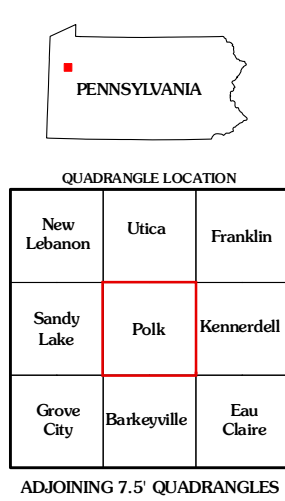 PENNSYLVANIA
QUADRANGLE LOCATION
New
Lebanon
Utica
Franklin
Sandy
Lake
Polk
Kennerdell
Grove
City
Barkeyville
Eau
Claire
ADJOINING 7.5' QUADRANGLES